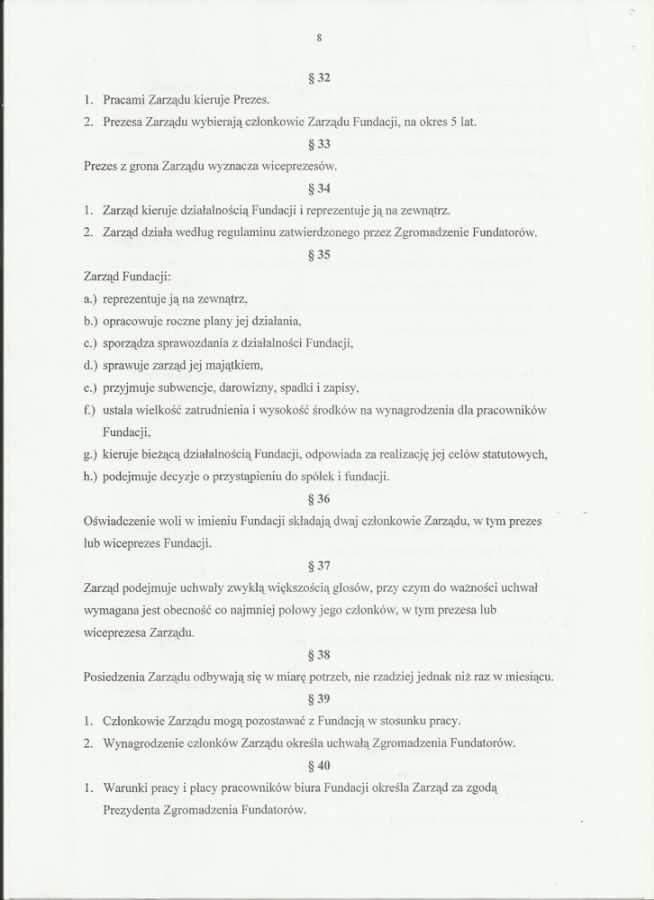 8
§ 32
1. Pracami Zarządu kieruje Prezes.
2. Prezesa Zarządu wybierają członkowie Zarządu Fundacji, na okres 5 lat.
§ 33
Prezes z grona Zarządu wyznacza wiceprezesów.
§ 34
1. Zarząd kieruje działalnością Fundacji i reprezentuje ją na zewnątrz.
2. Zarząd działa według regulaminu zatwierdzonego przez Zgromadzenie Fundatorów.
§ 35
Zarząd Fundacji:
a.) reprezentuje ją na zewnątrz,
b.) opracowuje roczne plany jej działania,
c.) sporządza sprawozdania z działalności Fundacji,
d.) sprawuje zarząd jej majątkiem,
e.) przyjmuje subwencje, darowizny, spadki i zapisy,
f.) ustala wielkość zatrudnienia i wysokość środków na wynagrodzenia dla pracowników
Fundacji,
g.) kieruje bieżącą działalnością Fundacji, odpowiada za realizację jej celów statutowych,
h.) podejmuje decyzje o przystąpieniu do spółek i fundacji.
§ 36
Oświadczenie woli w imieniu Fundacji składają dwaj członkowie Zarządu, w tym prezes
lub wiceprezes Fundacji.
§ 37
Zarząd podejmuje uchwały zwykłą większością głosów, przy czym do ważności uchwał
wymagana jest obecność co najmniej połowy jego członków, w tym prezesa lub
wiceprezesa Zarządu.
§ 38
Posiedzenia Zarządu odbywają się w miarę potrzeb, nie rzadziej jednak niż raz w miesiącu.
§ 39
1. Członkowie Zarządu mogą pozostawać z Fundacją w stosunku pracy.
2. Wynagrodzenie członków Zarządu określa uchwałą Zgromadzenia Fundatorów.
§ 40
1. Warunki pracy i płacy pracowników biura Fundacji określa Zarząd za zgodą
Prezydenta Zgromadzenia Fundatorów.